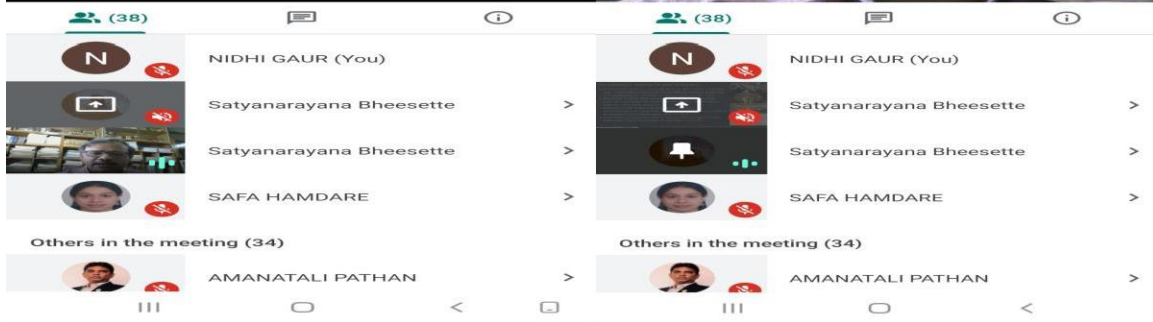 (38)
N NIDHI GAUR (You)
Satyanarayana Bheesette
Satyanarayana Bheesette
SAFA HAMDARE
Others in the meeting (34)
AMANATALI PATHAN
(38)
N NIDHI GAUR (You)
Satyanarayana Bheesette
Satyanarayana Bheesette
SAFA HAMDARE
Others in the meeting (34)
AMANATALI PATHAN